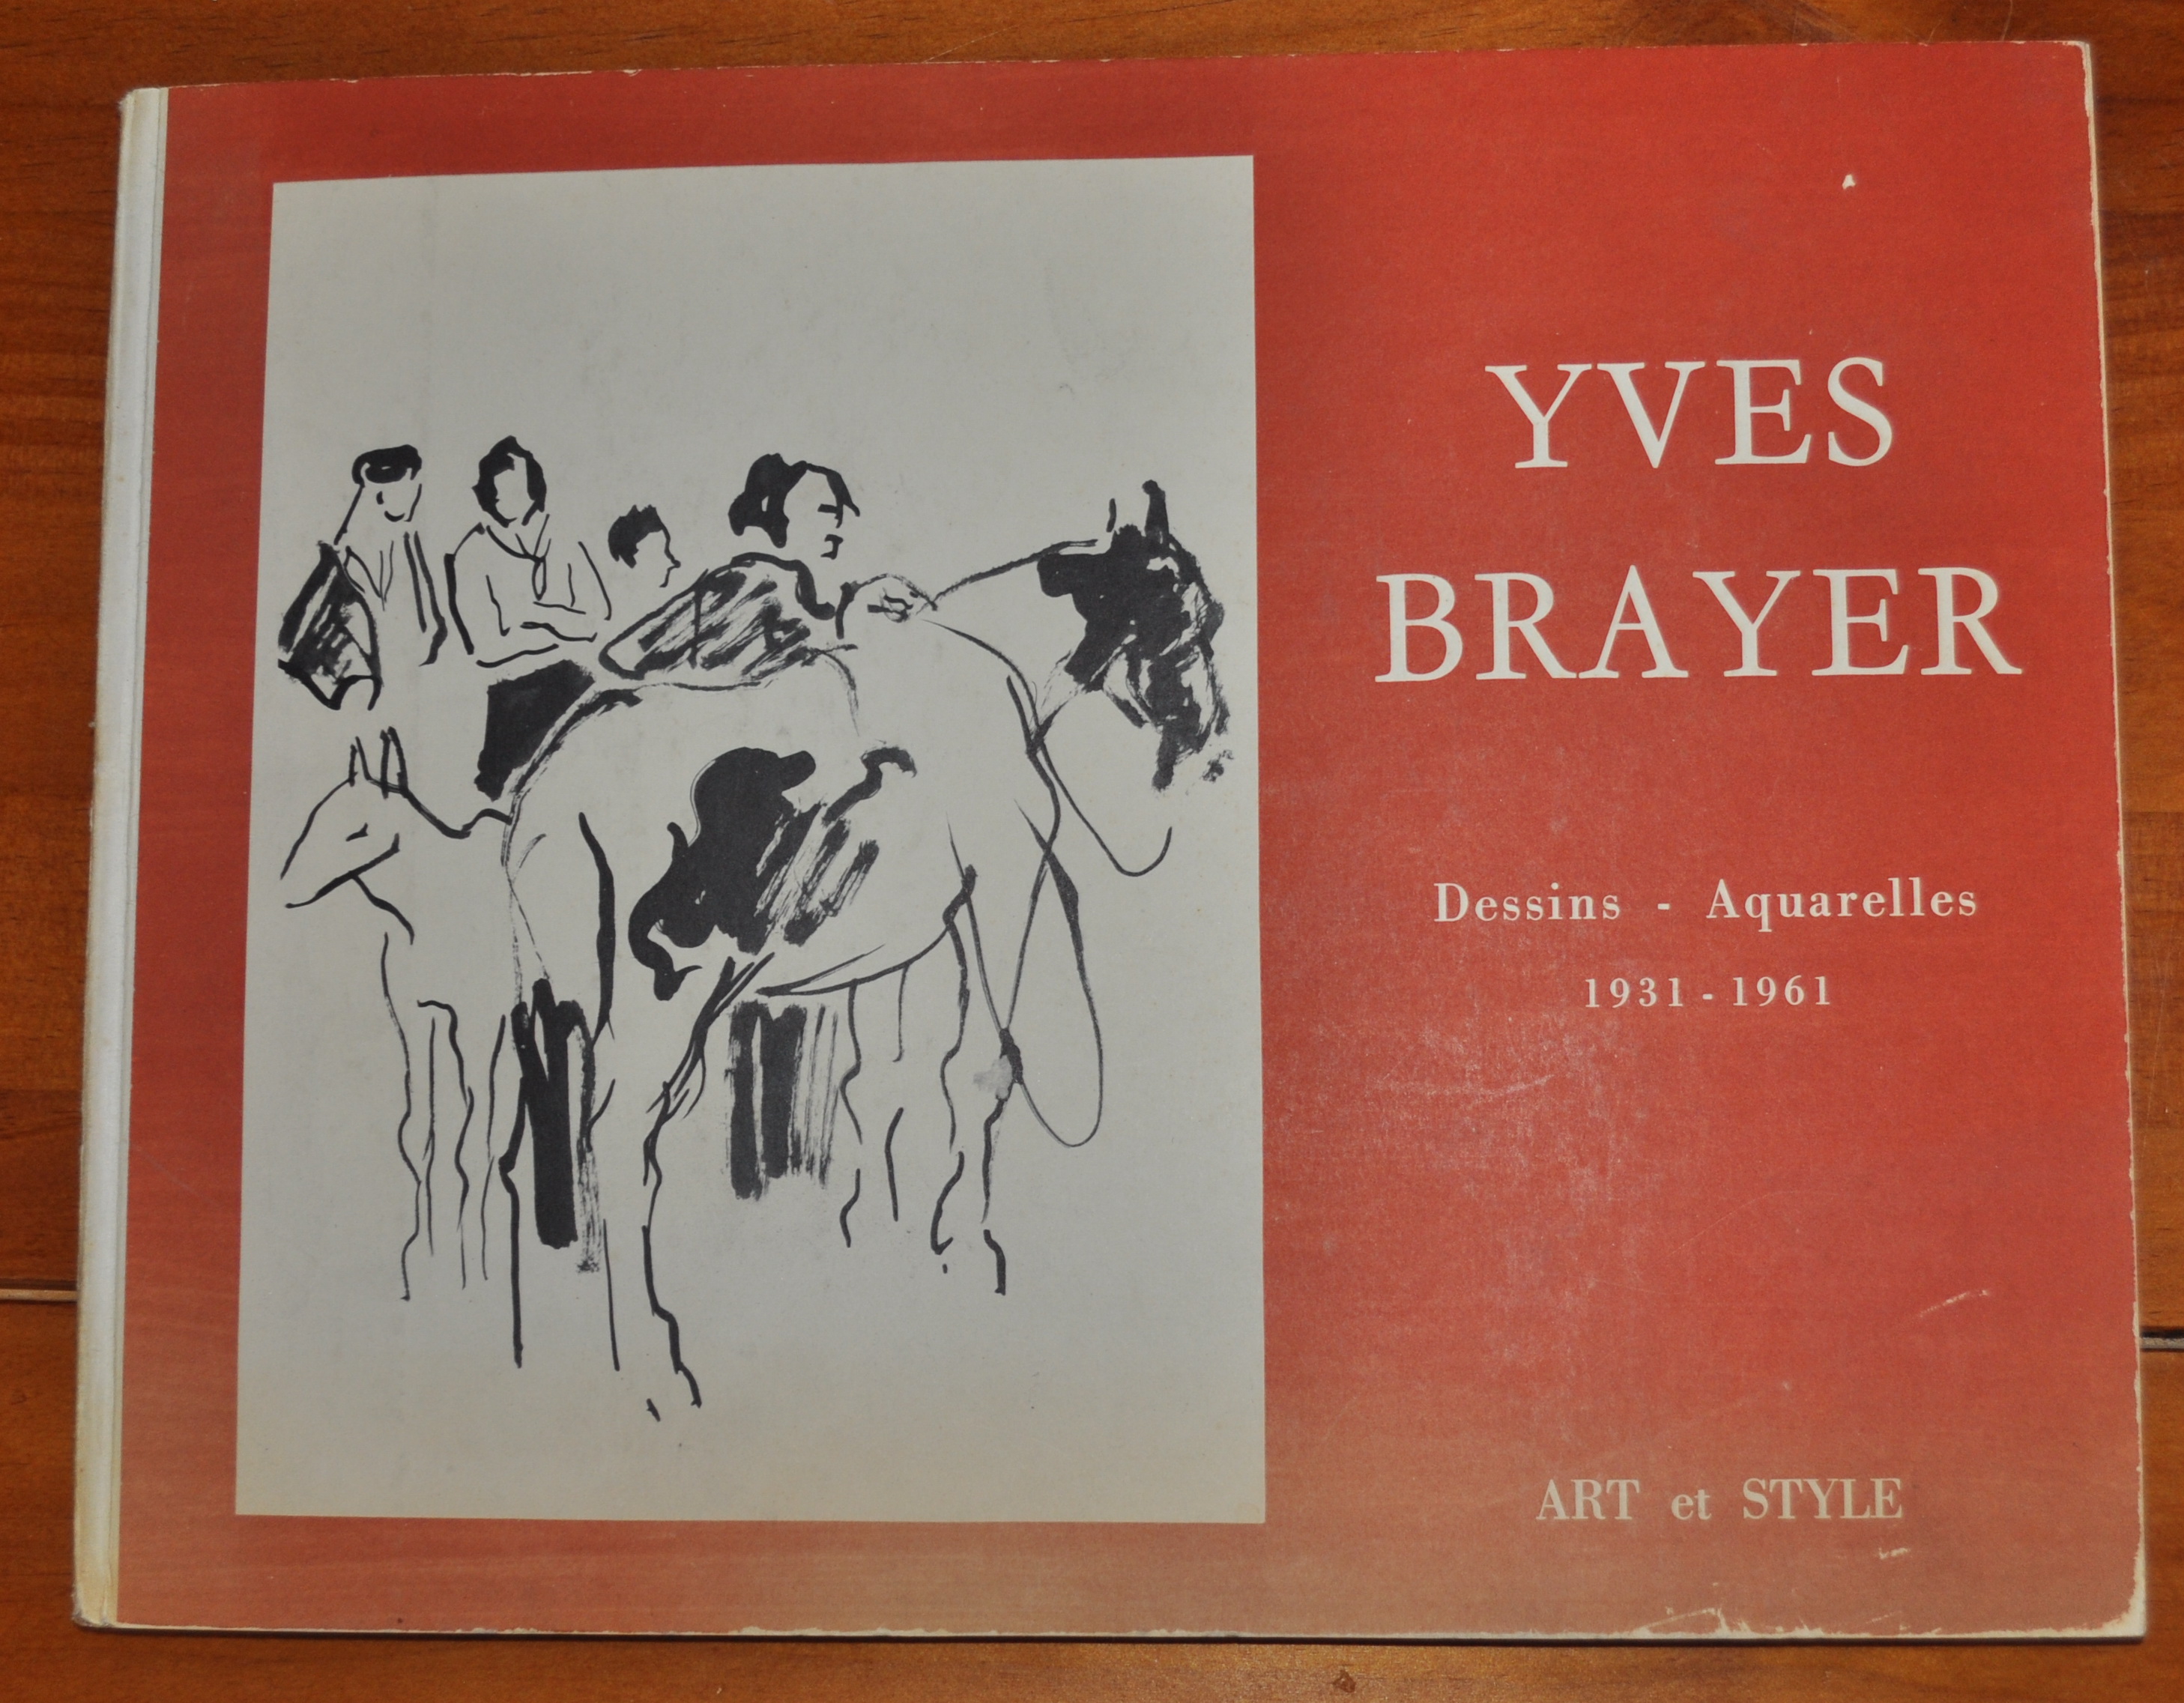 YVES
BRAYER
Dessins - Aquarelles
1931 - 1961
ART et STYLE